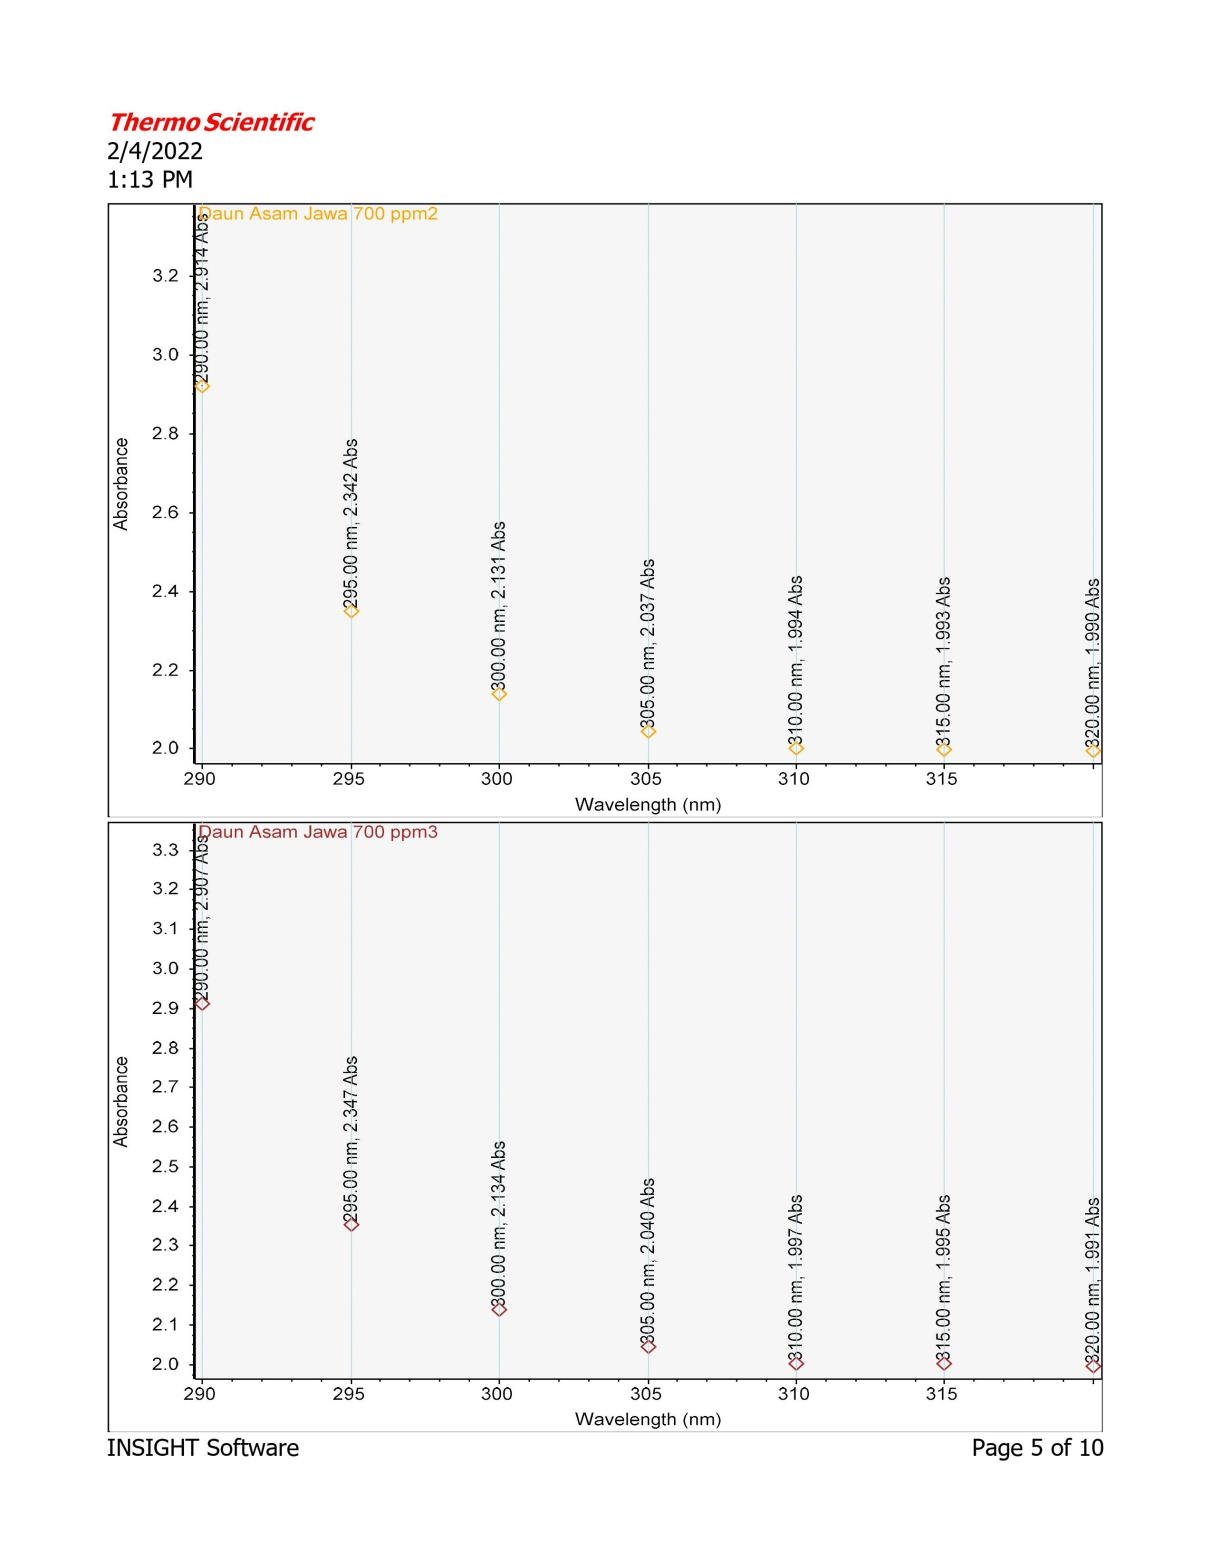 Thermo Scientific
2/4/2022
1:13 PM
Daun Asam Jawa 700 ppm2
290.00 nm, 2.914 Abs
295.00 nm, 2.342 Abs
300.00 nm, 2.131 Abs
305.00 nm, 2.037 Abs
310.00 nm, 1.994 Abs
315.00 nm, 1.993 Abs
320.00 nm, 1.990 Abs
Absorbance
3.2
3.0
2.8
2.6
2.4
2.2
2.0
290 295 300 305 310 315
Wavelength (nm)
Daun Asam Jawa 700 ppm3
290.00 nm, 2.907 Abs
295.00 nm, 2.347 Abs
300.00 nm, 2.134 Abs
305.00 nm, 2.040 Abs
310.00 nm, 1.997 Abs
315.00 nm, 1.995 Abs
320.00 nm, 1.991 Abs
Absorbance
3.3
3.2
3.1
3.0
2.9
2.8
2.7
2.6
2.5
2.4
2.3
2.2
2.1
2.0
290 295 300 305 310 315
Wavelength (nm)
INSIGHT Software Page 5 of 10